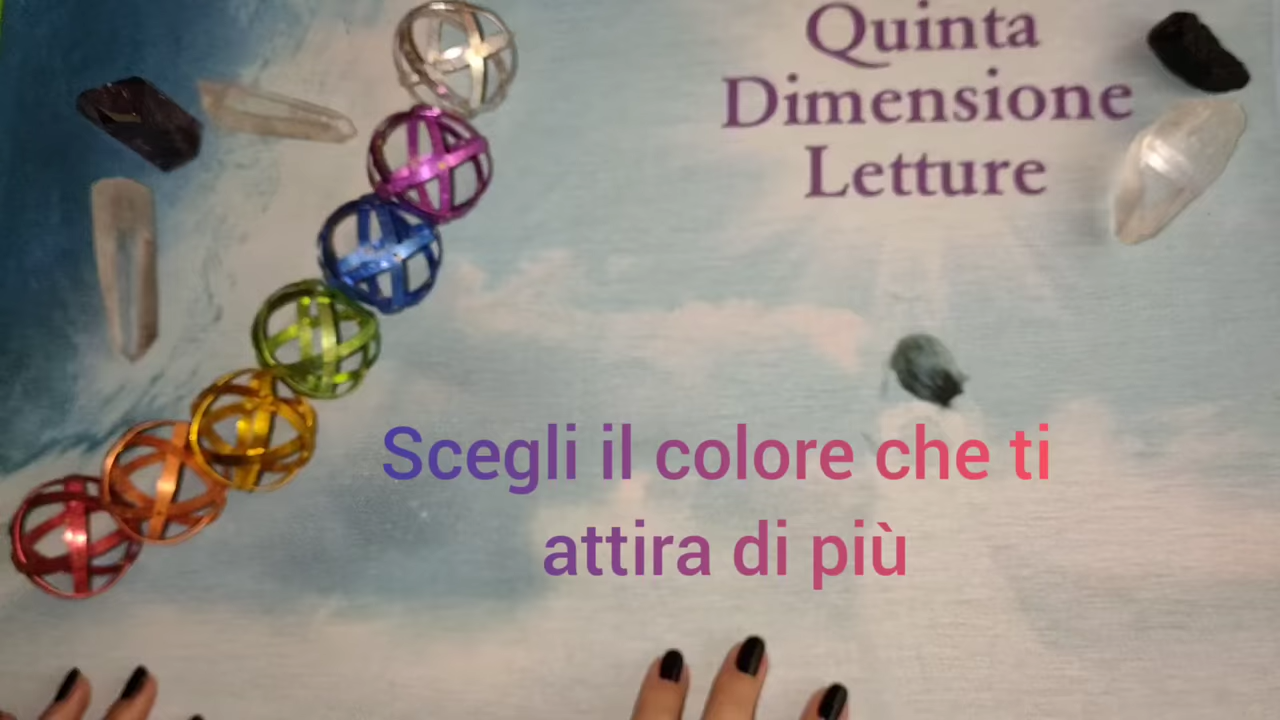 Quinta
Dimensione
Letture
Scegli il colore che ti
attira di più